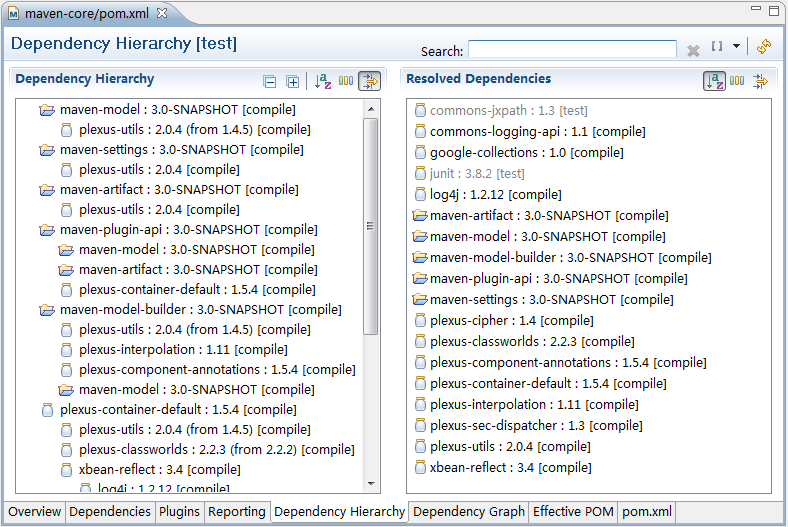 maven-core/pom.xml
Dependency Hierarchy [test]
Search:
Dependency Hierarchy
maven-model : 3.0-SNAPSHOT [compile]
plexus-utils : 2.0.4 (from 1.4.5) [compile]
maven-settings : 3.0-SNAPSHOT [compile]
plexus-utils : 2.0.4 [compile]
maven-artifact : 3.0-SNAPSHOT [compile]
plexus-utils : 2.0.4 [compile]
maven-plugin-api : 3.0-SNAPSHOT [compile]
maven-model : 3.0-SNAPSHOT [compile]
maven-artifact : 3.0-SNAPSHOT [compile]
plexus-container-default : 1.5.4 [compile]
maven-model-builder : 3.0-SNAPSHOT [compile]
plexus-utils : 2.0.4 (from 1.4.5) [compile]
plexus-interpolation : 1.11 [compile]
plexus-component-annotations : 1.5.4 [compile]
maven-model : 3.0-SNAPSHOT [compile]
plexus-container-default : 1.5.4 [compile]
plexus-utils : 2.0.4 (from 1.4.5) [compile]
plexus-classworlds : 2.2.3 (from 2.2.2) [compile]
xbean-reflect : 3.4 [compile]
log4j : 1.2.12 [compile]
Resolved Dependencies
commons-jxpath : 1.3 [test]
commons-logging-api : 1.1 [compile]
google-collections : 1.0 [compile]
junit : 3.8.2 [test]
log4j : 1.2.12 [compile]
maven-artifact : 3.0-SNAPSHOT [compile]
maven-model : 3.0-SNAPSHOT [compile]
maven-model-builder : 3.0-SNAPSHOT [compile]
maven-plugin-api : 3.0-SNAPSHOT [compile]
maven-settings : 3.0-SNAPSHOT [compile]
plexus-cipher : 1.4 [compile]
plexus-classworlds : 2.2.3 [compile]
plexus-component-annotations : 1.5.4 [compile]
plexus-container-default : 1.5.4 [compile]
plexus-interpolation : 1.11 [compile]
plexus-sec-dispatcher : 1.3 [compile]
plexus-utils : 2.0.4 [compile]
xbean-reflect : 3.4 [compile]
Overview Dependencies Plugins Reporting Dependency Hierarchy Dependency Graph Effective POM pom.xml